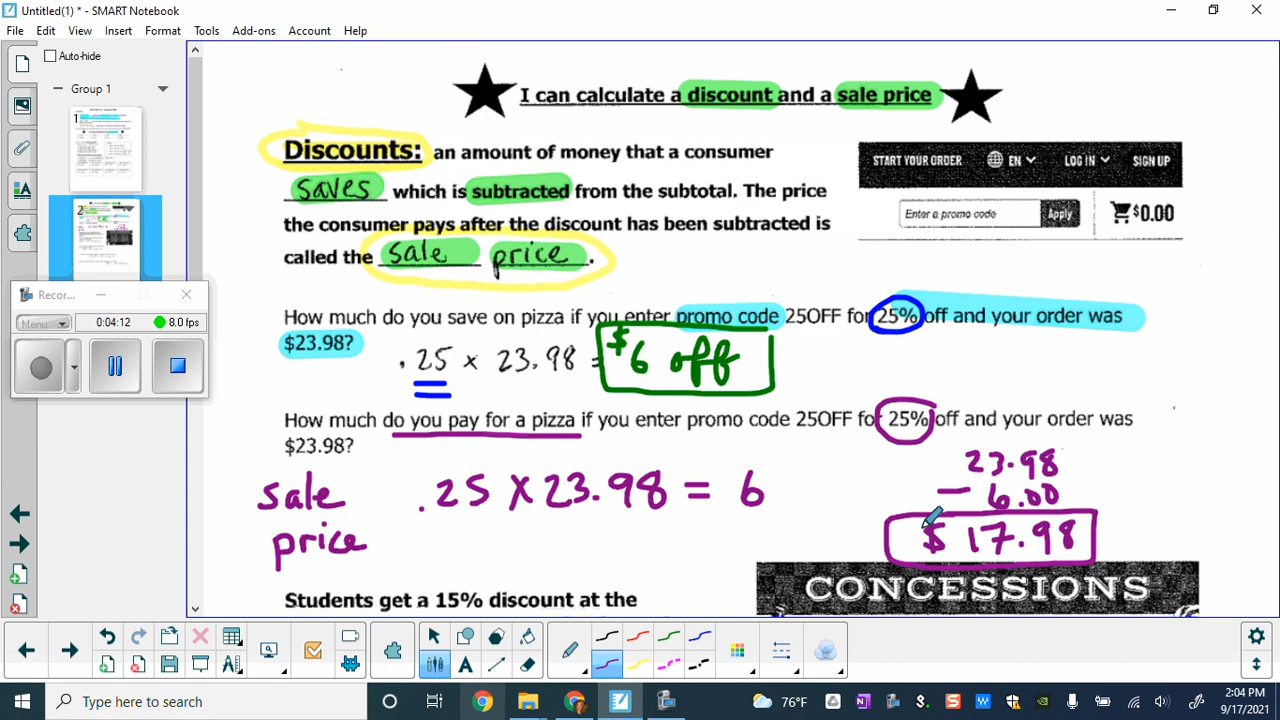 Untitled(1) * - SMART Notebook
File Edit View Insert Format Tools Add-ons Account Help
Auto-hide
Group 1
1
2
I can calculate a discount and a sale price
Discounts: an amount of money that a consumer
saves which is subtracted from the subtotal. The price
the consumer pays after the discount has been subtracted is
called the sale price.
START YOUR ORDER EN LOG IN SIGN UP
Enter a promo code Apply $0.00
Recor...
Menu 0:04:12 8.0 fps
How much do you save on pizza if you enter promo code 25OFF for 25% off and your order was
$23.98?
.25 x 23.98 = $6 off
How much do you pay for a pizza if you enter promo code 25OFF for 25% off and your order was
$23.98?
sale price
.25 x 23.98 = 6
23.98
- 6.00
$ 17.98
CONCESSIONS
Students get a 15% discount at the
A
Type here to search
76°F
2:04 PM
9/17/2021